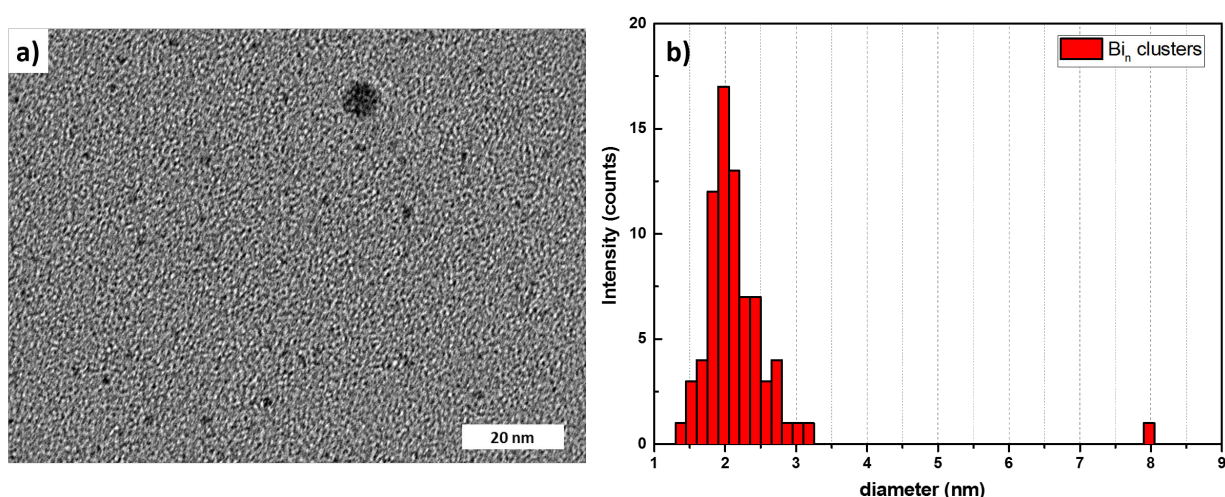 a)
20 nm
b)
Bin clusters
Intensity (counts)
20
15
10
5
0
1 2 3 4 5 6 7 8 9
diameter (nm)